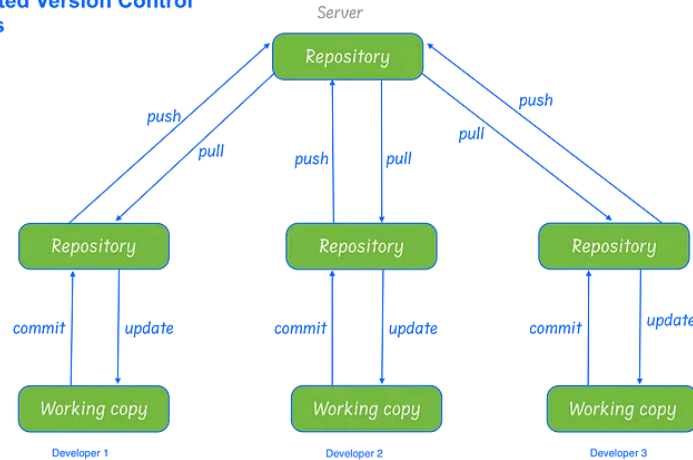 ted Version Control
s
Server
Repository
push
pull
push
pull
pull
push
Repository
Repository
Repository
commit
update
commit
update
commit
update
Working copy
Working copy
Working copy
Developer 1
Developer 2
Developer 3